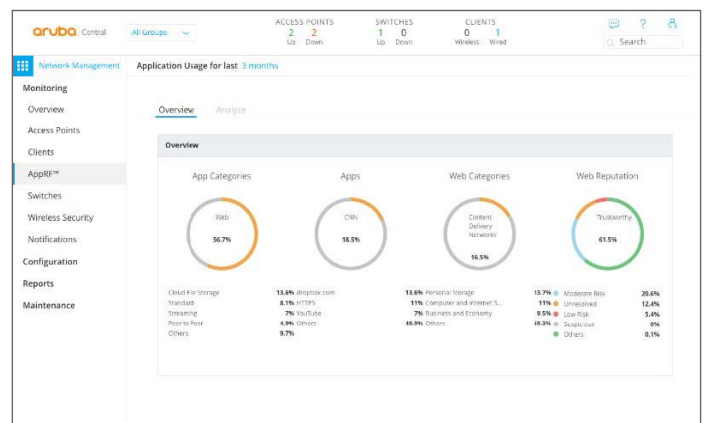 aruba Central
All Groups
ACCESS POINTS
2 2
Up Down
SWITCHES
1 0
Up Down
CLIENTS
0 1
Wireless Wired
?
Search
Network Management
Application Usage for last 3 months
Monitoring
Overview
Access Points
Clients
AppRF™
Switches
Wireless Security
Notifications
Configuration
Reports
Maintenance
Overview Analyze
Overview
App Categories
Web
56.7%
Cloud File Storage 13.6%
Standard 8.1%
Streaming 7%
Peer to Peer 4.9%
Others 9.7%
Apps
CNN
18.5%
dropbox.com 13.6%
HTTPS 11%
YouTube 7%
Others 49.9%
Web Categories
Content
Delivery
Networks
16.5%
Personal Storage 13.7%
Computer and Internet S... 11%
Business and Economy 9.5%
Others 49.3%
Web Reputation
Trustworthy
61.5%
Moderate Risk 20.6%
Unresolved 12.4%
Low Risk 5.4%
Suspicious 0%
Others 0.1%